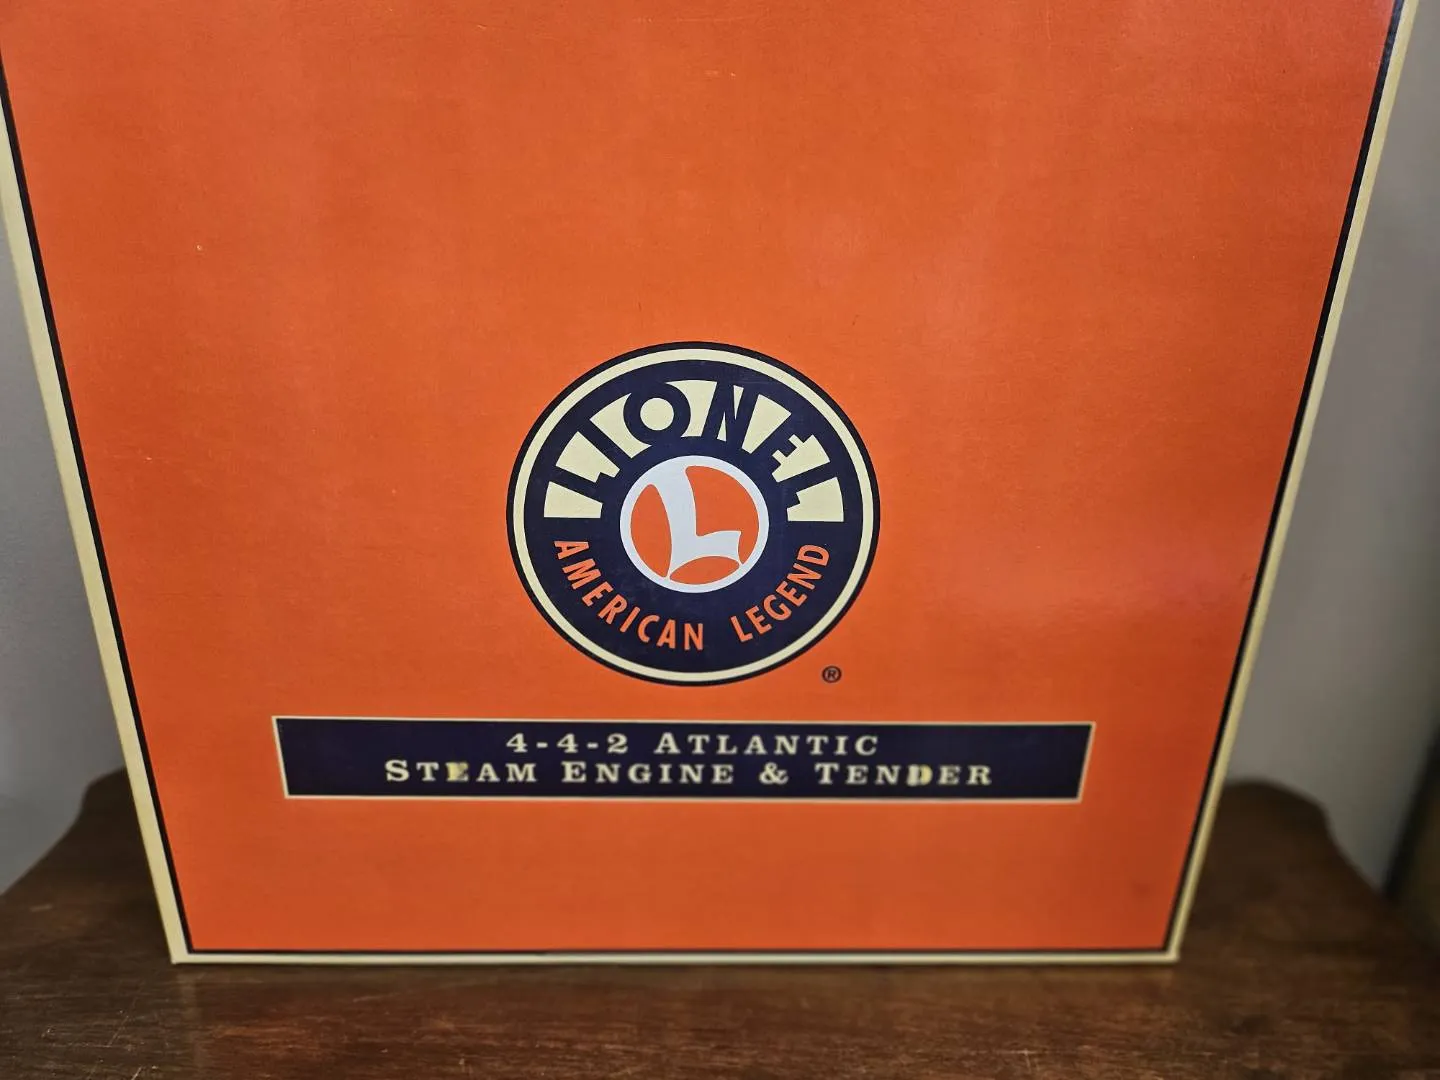 LIONEL
L
AMERICAN LEGEND
®
4-4-2 ATLANTIC
STEAM ENGINE & TENDER